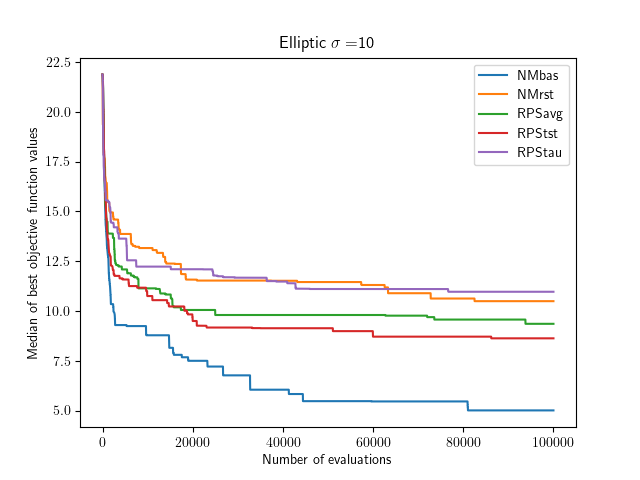 Elliptic σ =10
22.5
20.0
17.5
15.0
12.5
10.0
7.5
5.0
Median of best objective function values
NMbas
NMrst
RPSavg
RPStst
RPStau
0
20000
40000
60000
80000
100000
Number of evaluations